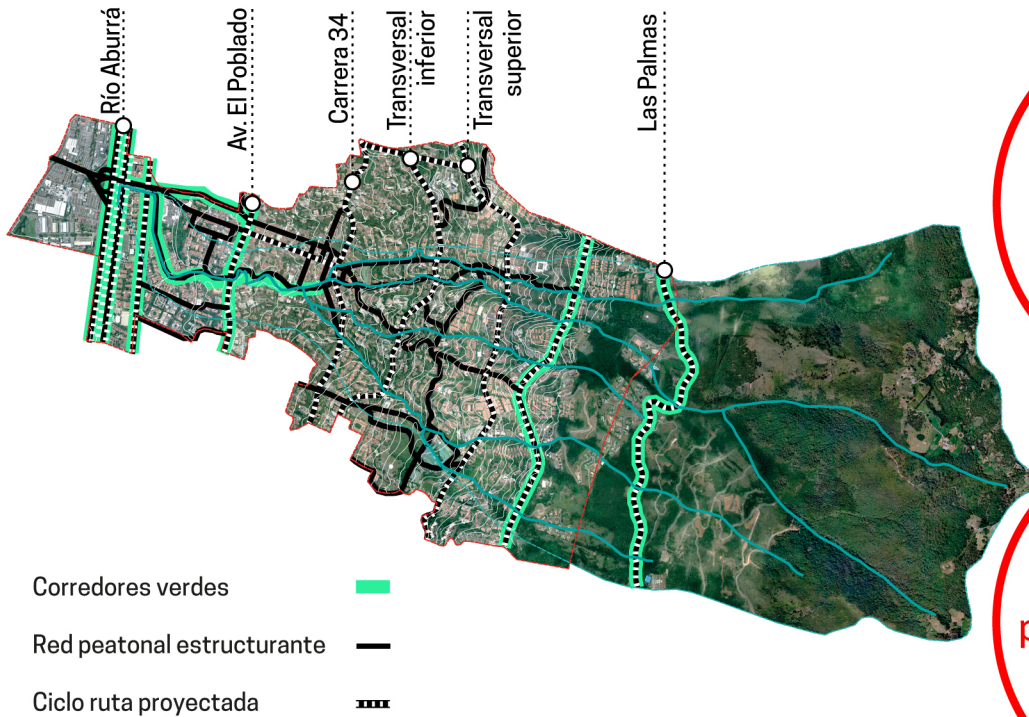 Río Aburrá
Av. El Poblado
Carrera 34
Transversal
inferior
Transversal
superior
Las Palmas
Corredores verdes
Red peatonal estructurante
Ciclo ruta proyectada
p